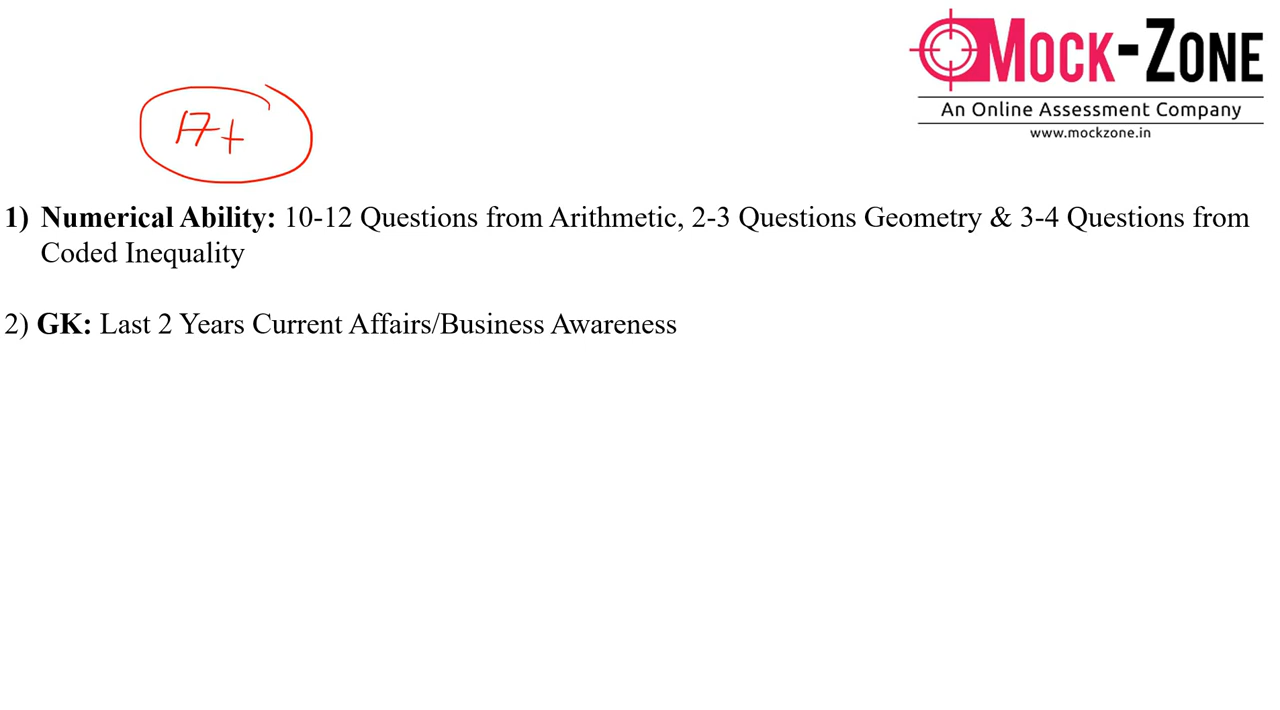 MOCK-ZONE
An Online Assessment Company
www.mockzone.in
17+
1) Numerical Ability: 10-12 Questions from Arithmetic, 2-3 Questions Geometry & 3-4 Questions from
Coded Inequality
2) GK: Last 2 Years Current Affairs/Business Awareness